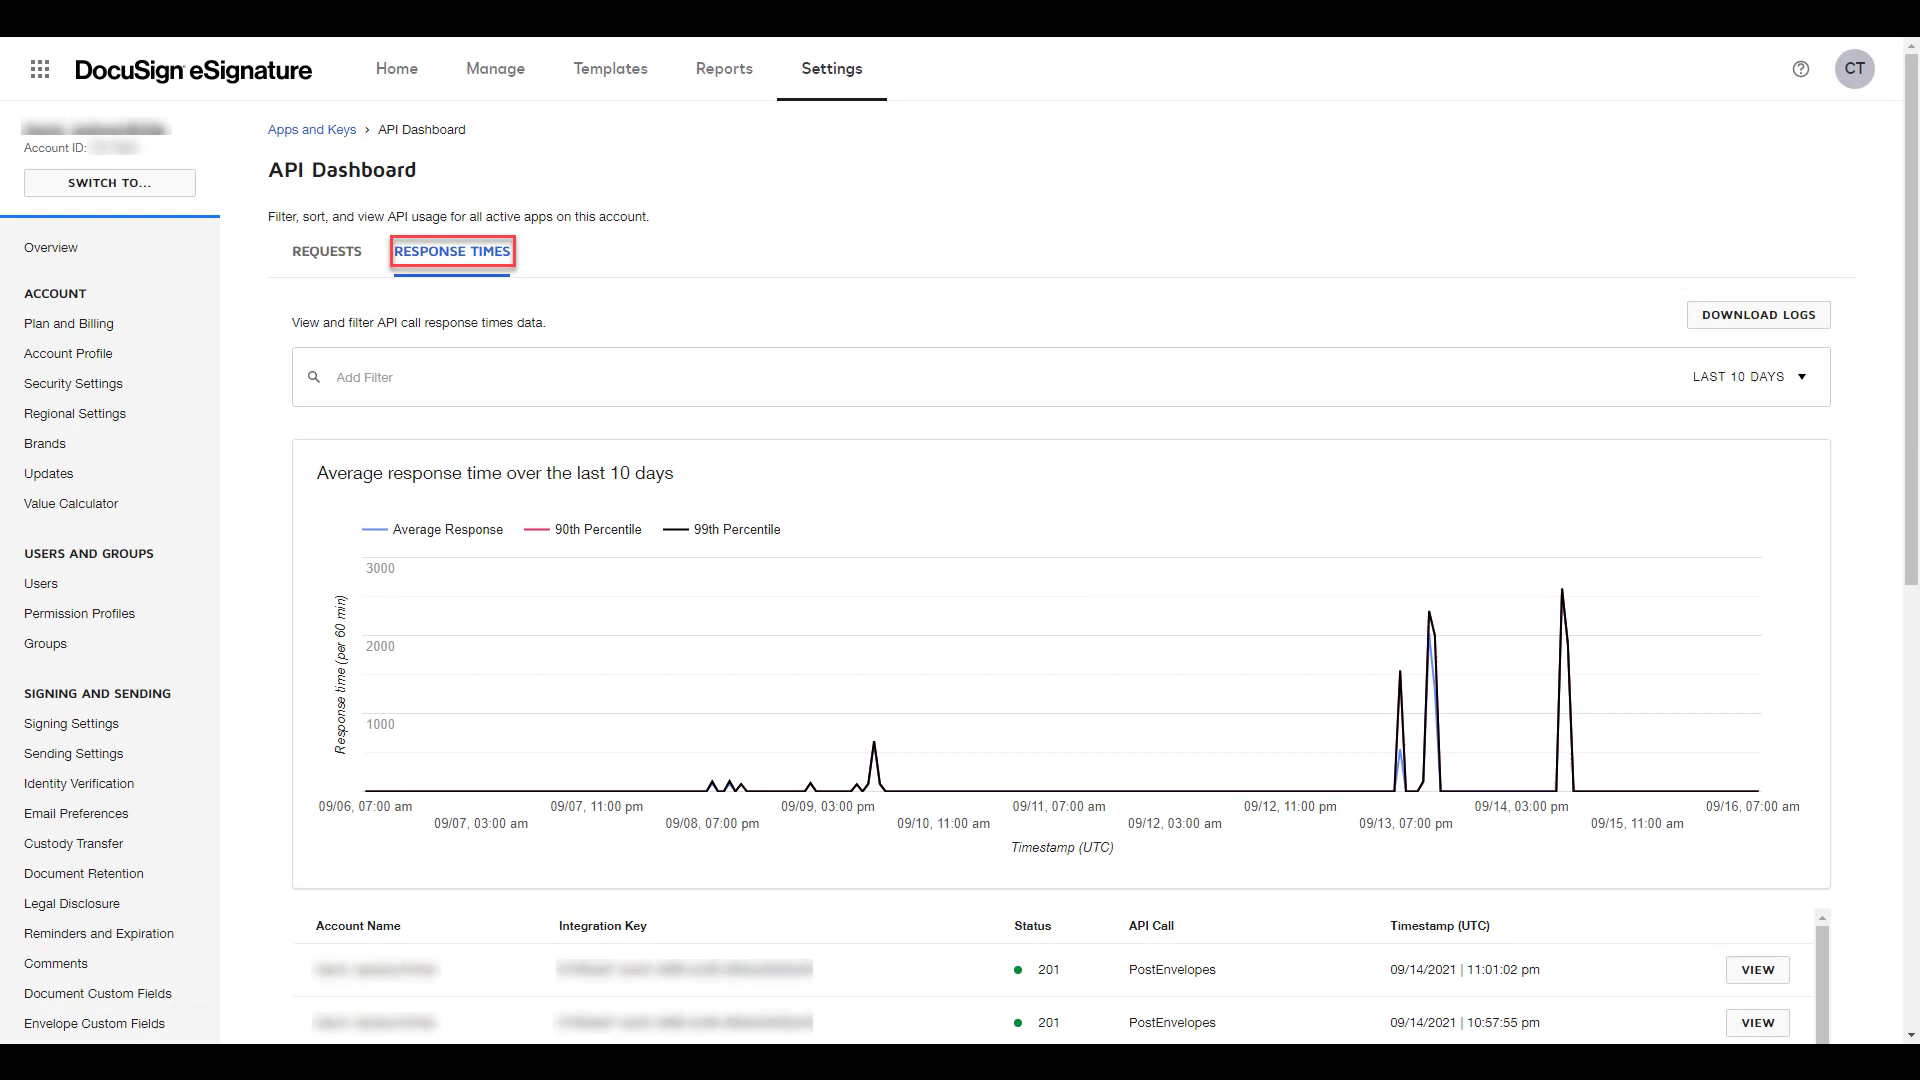 DocuSign eSignature
Home
Manage
Templates
Reports
Settings
CT
Account ID:
SWITCH TO...
Overview
ACCOUNT
Plan and Billing
Account Profile
Security Settings
Regional Settings
Brands
Updates
Value Calculator
USERS AND GROUPS
Users
Permission Profiles
Groups
SIGNING AND SENDING
Signing Settings
Sending Settings
Identity Verification
Email Preferences
Custody Transfer
Document Retention
Legal Disclosure
Reminders and Expiration
Comments
Document Custom Fields
Envelope Custom Fields
Apps and Keys › API Dashboard
API Dashboard
Filter, sort, and view API usage for all active apps on this account.
REQUESTS
RESPONSE TIMES
View and filter API call response times data.
DOWNLOAD LOGS
Add Filter
LAST 10 DAYS
Average response time over the last 10 days
Average Response
90th Percentile
99th Percentile
Response time (per 60 min)
3000
2000
1000
09/06, 07:00 am
09/07, 03:00 am
09/07, 11:00 pm
09/08, 07:00 pm
09/09, 03:00 pm
09/10, 11:00 am
09/11, 07:00 am
09/12, 03:00 am
09/12, 11:00 pm
09/13, 07:00 pm
09/14, 03:00 pm
09/15, 11:00 am
09/16, 07:00 am
Timestamp (UTC)
Account Name Integration Key Status API Call Timestamp (UTC)
201 PostEnvelopes 09/14/2021 | 11:01:02 pm VIEW
201 PostEnvelopes 09/14/2021 | 10:57:55 pm VIEW